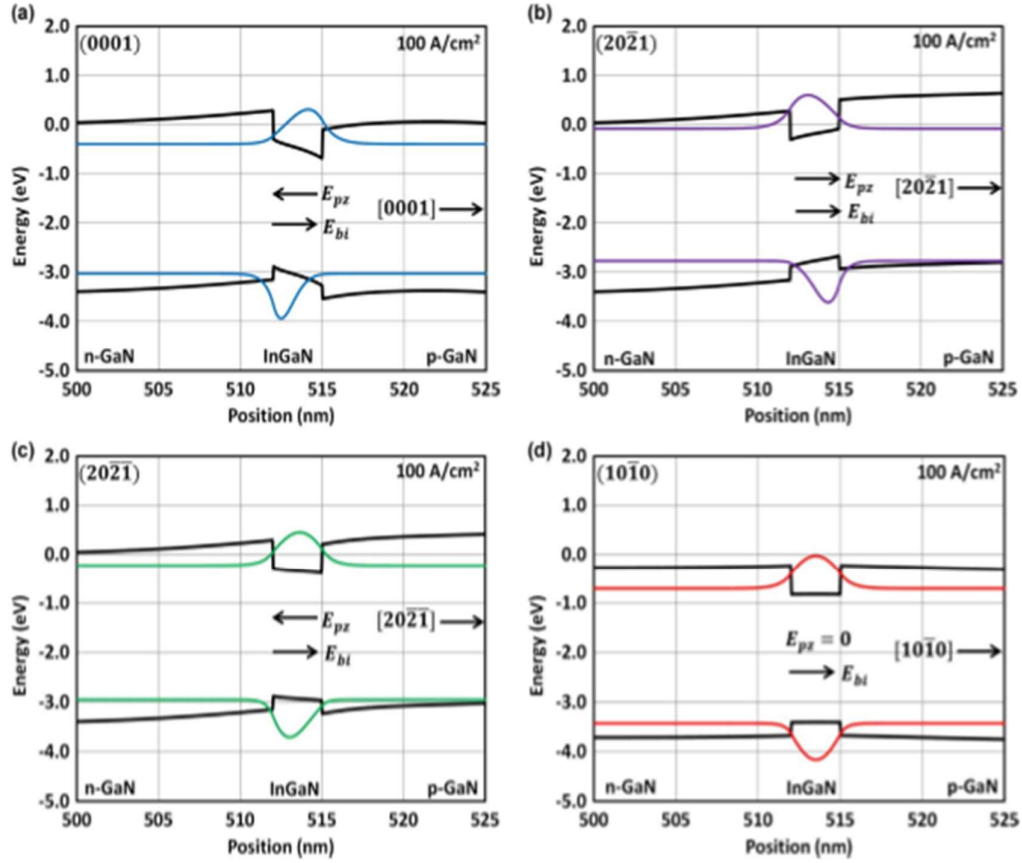 (a)
2.0
(0001)
100 A/cm²
1.0
0.0
-1.0
-2.0
-3.0
-4.0
-5.0
Energy (eV)
E_pz
[0001]
E_bi
n-GaN InGaN p-GaN
500 505 510 515 520 525
Position (nm)
(b)
2.0
(202̅1)
100 A/cm²
1.0
0.0
-1.0
-2.0
-3.0
-4.0
-5.0
Energy (eV)
E_pz
[202̅1]
E_bi
n-GaN InGaN p-GaN
500 505 510 515 520 525
Position (nm)
(c)
2.0
(202̅1̅)
100 A/cm²
1.0
0.0
-1.0
-2.0
-3.0
-4.0
-5.0
Energy (eV)
E_pz
[202̅1̅]
E_bi
n-GaN InGaN p-GaN
500 505 510 515 520 525
Position (nm)
(d)
2.0
(101̅0)
100 A/cm²
1.0
0.0
-1.0
-2.0
-3.0
-4.0
-5.0
Energy (eV)
E_pz = 0
[101̅0]
E_bi
n-GaN InGaN p-GaN
500 505 510 515 520 525
Position (nm)